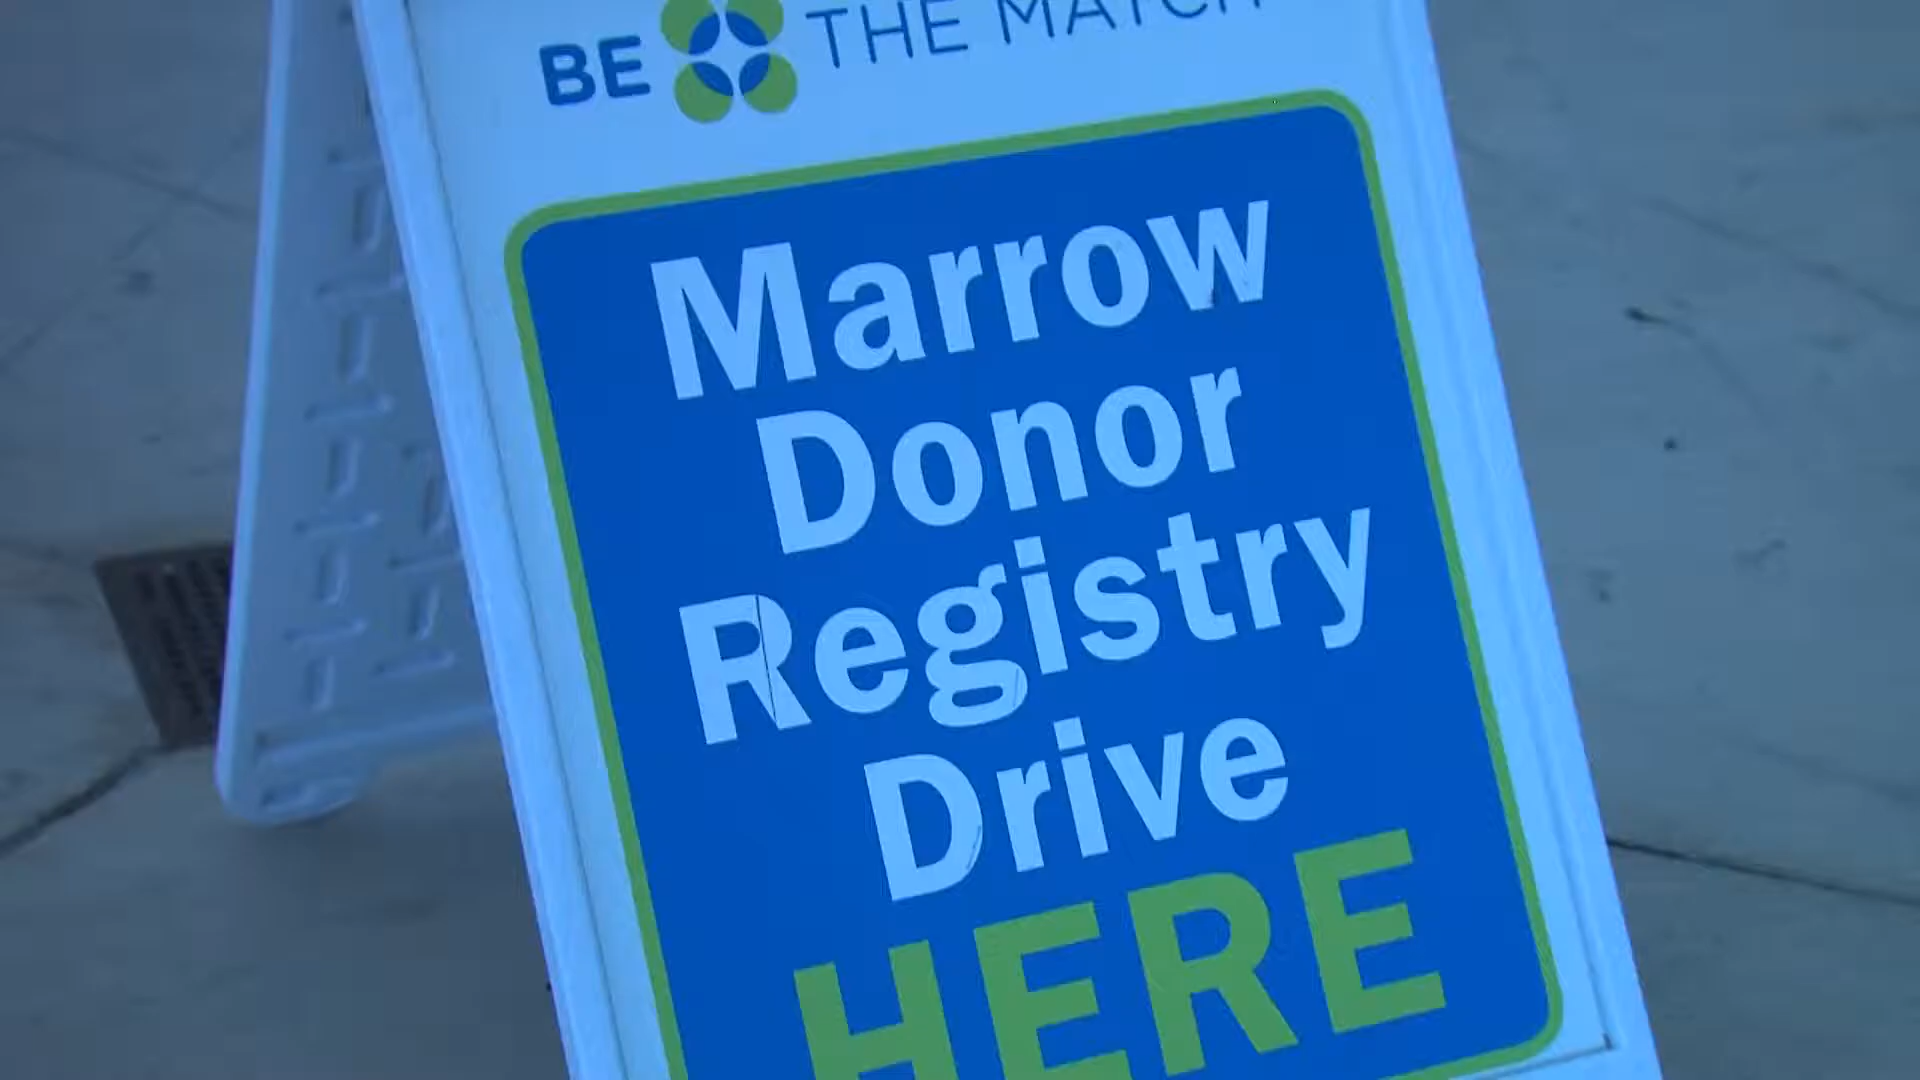 BE THE MATCH
Marrow
Donor
Registry
Drive
HERE